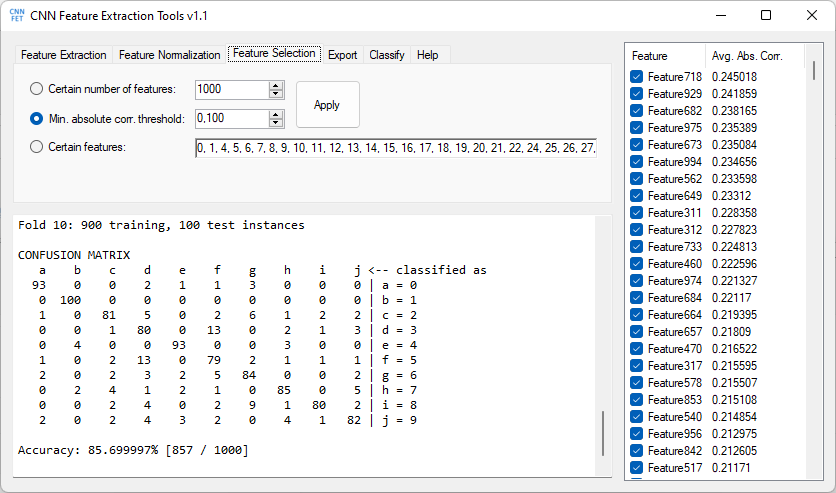 CNN FET CNN Feature Extraction Tools v1.1
Feature Extraction Feature Normalization Feature Selection Export Classify Help
Certain number of features: 1000
Apply
Min. absolute corr. threshold: 0,100
Certain features: 0, 1, 4, 5, 6, 7, 8, 9, 10, 11, 12, 13, 14, 15, 16, 17, 18, 19, 20, 21, 22, 24, 25, 26, 27,
Fold 10: 900 training, 100 test instances
CONFUSION MATRIX
a b c d e f g h i j <-- classified as
93 0 0 2 1 1 3 0 0 0 | a = 0
0 100 0 0 0 0 0 0 0 0 | b = 1
1 0 81 5 0 2 6 1 2 2 | c = 2
0 0 1 80 0 13 0 2 1 3 | d = 3
0 4 0 0 93 0 0 3 0 0 | e = 4
1 0 2 13 0 79 2 1 1 1 | f = 5
2 0 2 3 2 5 84 0 0 2 | g = 6
0 2 4 1 2 1 0 85 0 5 | h = 7
0 0 2 4 0 2 9 1 80 2 | i = 8
2 0 2 4 3 2 0 4 1 82 | j = 9
Accuracy: 85.699997% [857 / 1000]
Feature Avg. Abs. Corr.
Feature718 0.245018
Feature929 0.241859
Feature682 0.238165
Feature975 0.235389
Feature673 0.235084
Feature994 0.234656
Feature562 0.233598
Feature649 0.23312
Feature311 0.228358
Feature312 0.227823
Feature733 0.224813
Feature460 0.222596
Feature974 0.221327
Feature684 0.22117
Feature664 0.219395
Feature657 0.21809
Feature470 0.216522
Feature317 0.215595
Feature578 0.215507
Feature853 0.215108
Feature540 0.214854
Feature956 0.212975
Feature842 0.212605
Feature517 0.21171